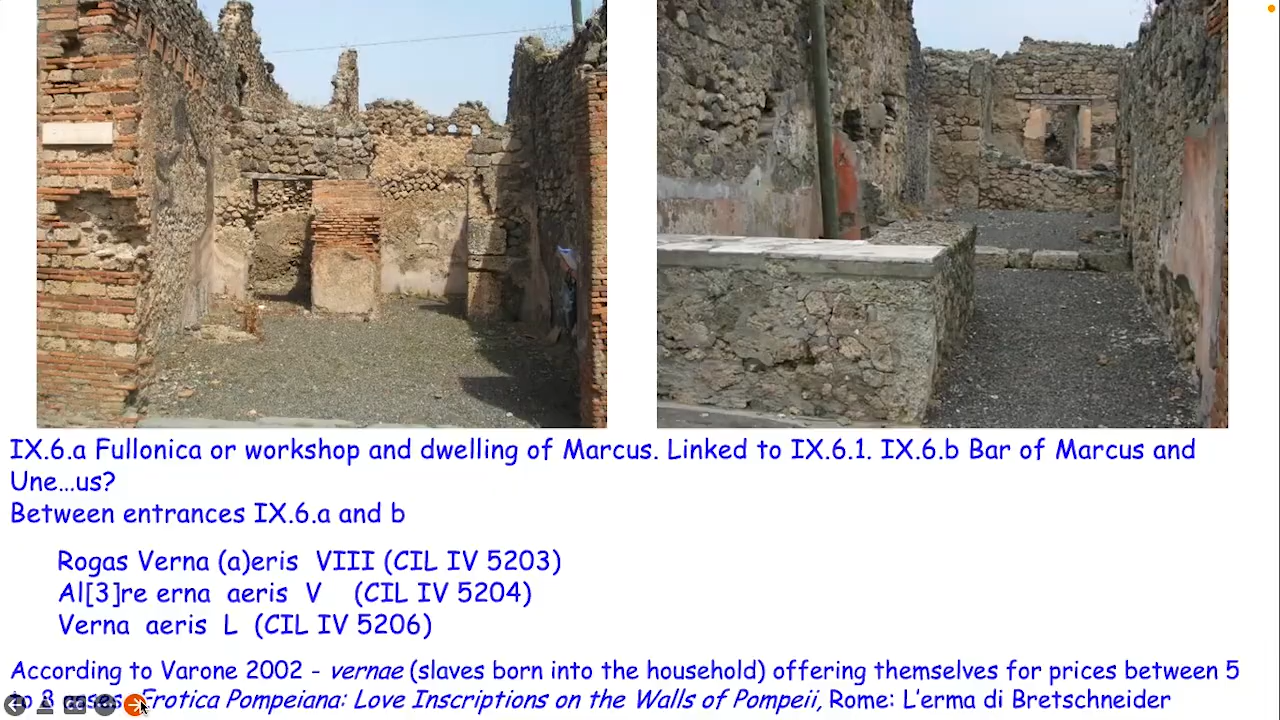 IX.6.a Fullonica or workshop and dwelling of Marcus. Linked to IX.6.1. IX.6.b Bar of Marcus and
Une...us?
Between entrances IX.6.a and b
Rogas Verna (a)eris VIII (CIL IV 5203)
Al[3]re erna aeris V (CIL IV 5204)
Verna aeris L (CIL IV 5206)
According to Varone 2002 - vernae (slaves born into the household) offering themselves for prices between 5
to 8 Erotica Pompeiana: Love Inscriptions on the Walls of Pompeii, Rome: L'erma di Bretschneider